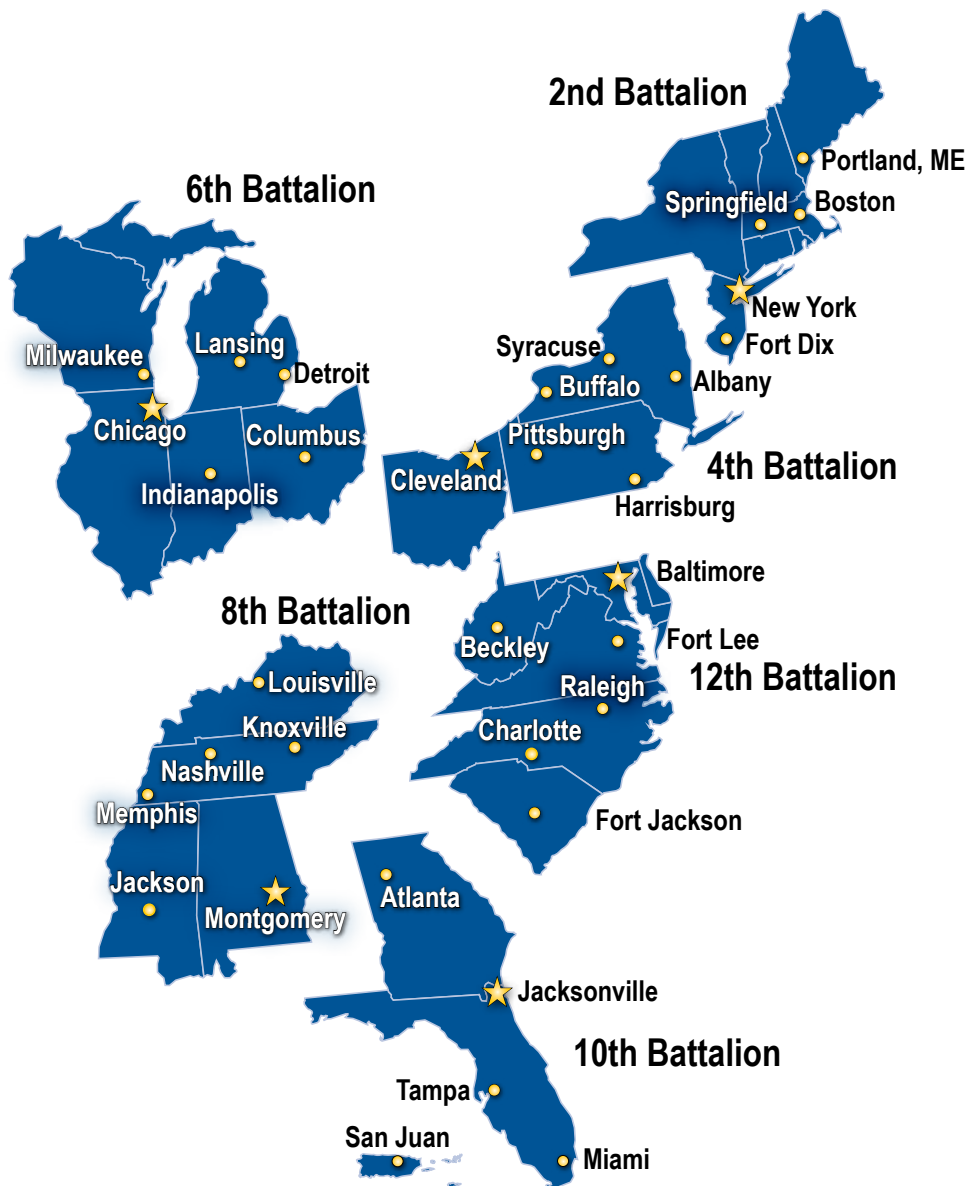 2nd Battalion
Portland, ME
Springfield
Boston
New York
Fort Dix
6th Battalion
Milwaukee
Lansing
Detroit
Chicago
Columbus
Indianapolis
Syracuse
Buffalo
Albany
Pittsburgh
Cleveland
4th Battalion
Harrisburg
8th Battalion
Louisville
Knoxville
Nashville
Memphis
Jackson
Montgomery
Baltimore
Beckley
Fort Lee
12th Battalion
Raleigh
Charlotte
Fort Jackson
Atlanta
Jacksonville
10th Battalion
Tampa
San Juan
Miami